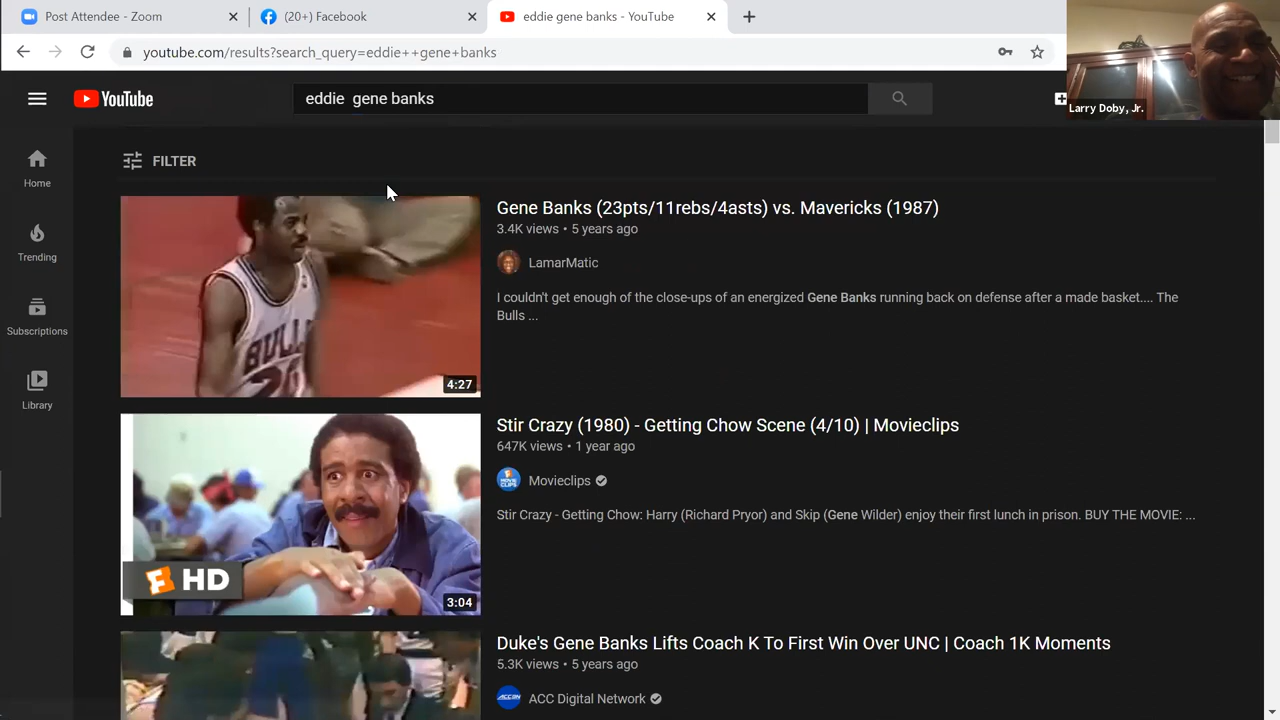 Post Attendee - Zoom
(20+) Facebook
eddie gene banks - YouTube
youtube.com/results?search_query=eddie++gene+banks
Larry Doby, Jr.
YouTube
eddie  gene banks
Home
Trending
Subscriptions
Library
FILTER
BULLS
20
4:27
Gene Banks (23pts/11rebs/4asts) vs. Mavericks (1987)
3.4K views • 5 years ago
LamarMatic
I couldn't get enough of the close-ups of an energized Gene Banks running back on defense after a made basket.... The
Bulls ...
HD
3:04
Stir Crazy (1980) - Getting Chow Scene (4/10) | Movieclips
647K views • 1 year ago
Movieclips
Stir Crazy - Getting Chow: Harry (Richard Pryor) and Skip (Gene Wilder) enjoy their first lunch in prison. BUY THE MOVIE: ...
Duke's Gene Banks Lifts Coach K To First Win Over UNC | Coach 1K Moments
5.3K views • 5 years ago
ACC Digital Network